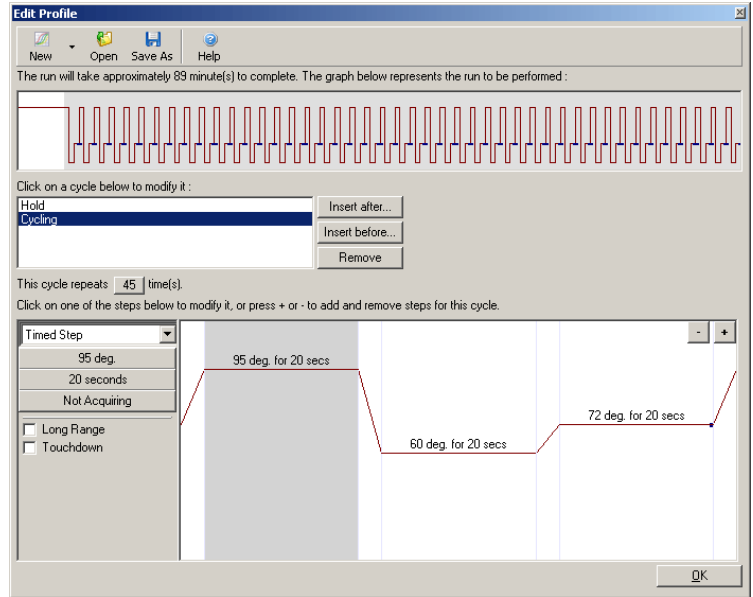 Edit Profile
New Open Save As Help
The run will take approximately 89 minute(s) to complete. The graph below represents the run to be performed :
Click on a cycle below to modify it :
Hold
Cycling
Insert after...
Insert before...
Remove
This cycle repeats 45 time(s).
Click on one of the steps below to modify it, or press + or - to add and remove steps for this cycle.
Timed Step
- +
95 deg.
20 seconds
Not Acquiring
Long Range
Touchdown
95 deg. for 20 secs
60 deg. for 20 secs
72 deg. for 20 secs
OK